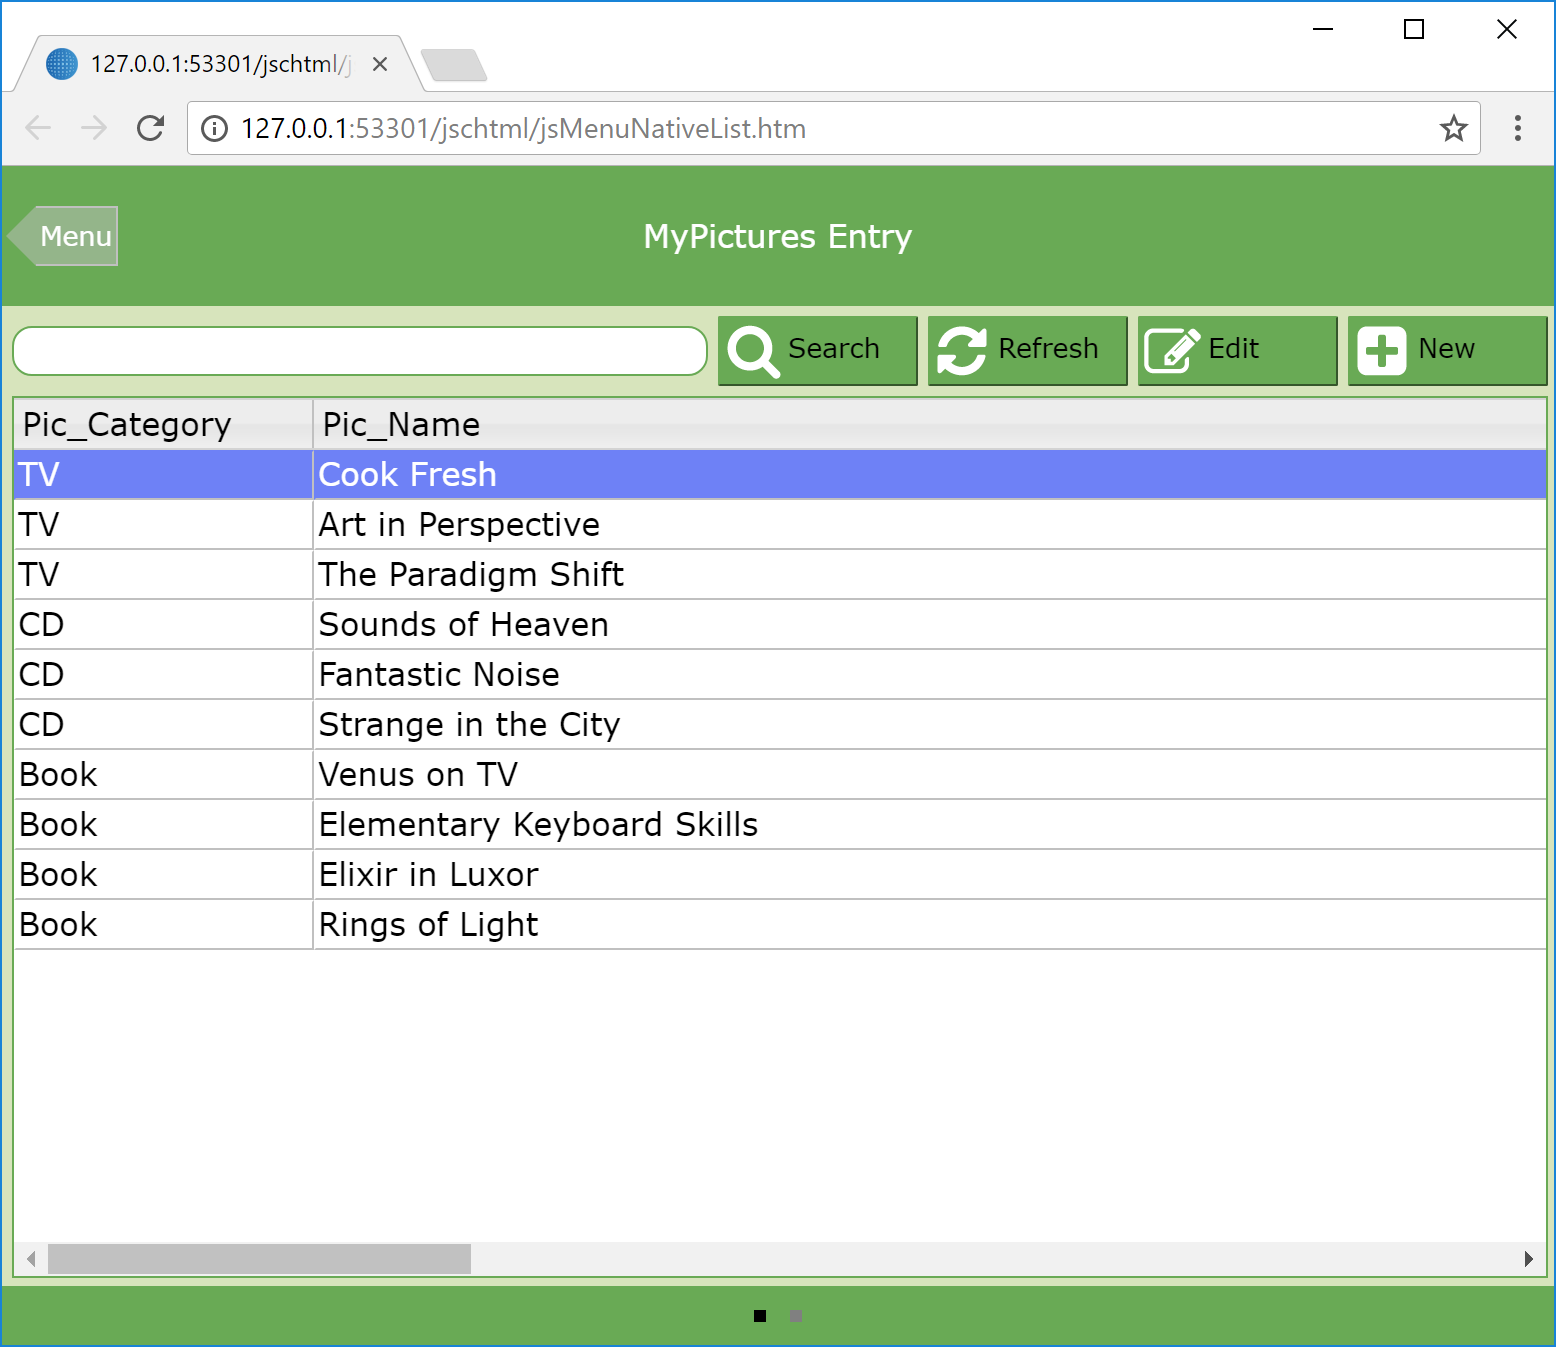 127.0.0.1:53301/jschtml/j
127.0.0.1:53301/jschtml/jsMenuNativeList.htm
Menu
MyPictures Entry
Search Refresh Edit New
Pic_Category Pic_Name
TV Cook Fresh
TV Art in Perspective
TV The Paradigm Shift
CD Sounds of Heaven
CD Fantastic Noise
CD Strange in the City
Book Venus on TV
Book Elementary Keyboard Skills
Book Elixir in Luxor
Book Rings of Light